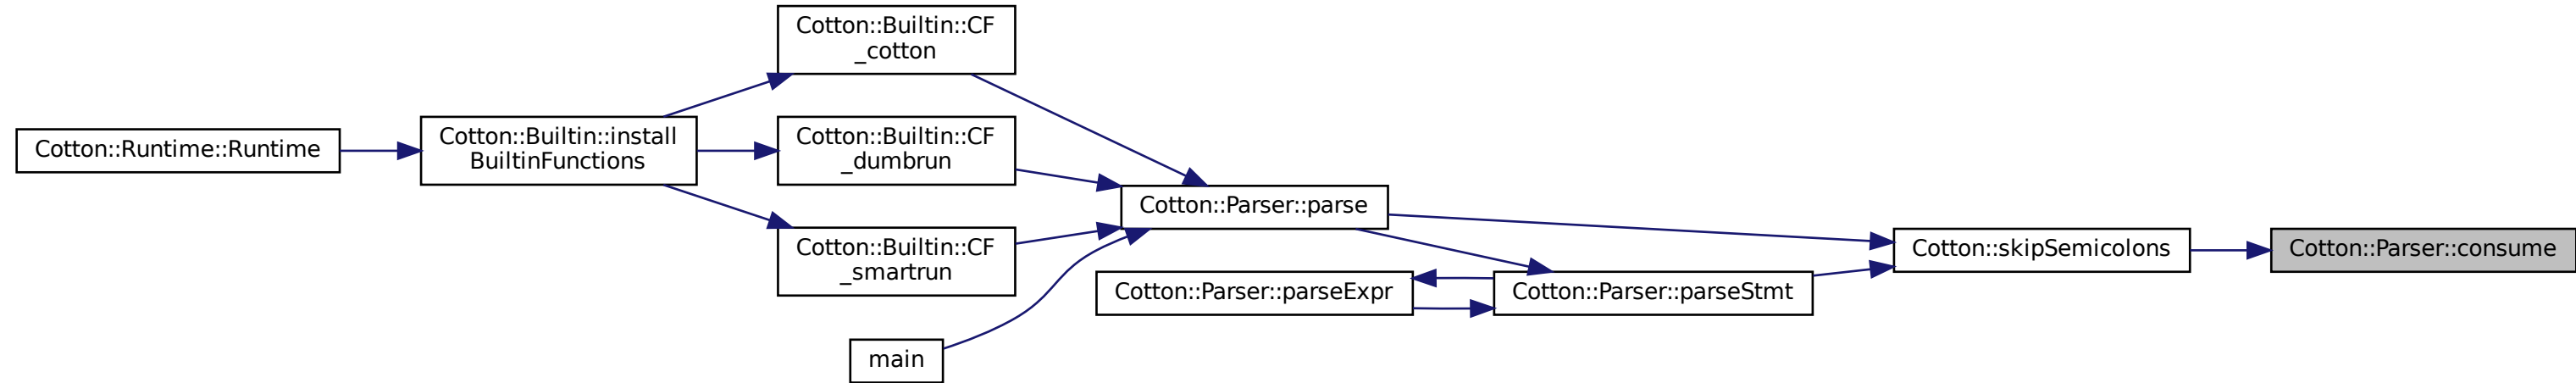 Cotton::Runtime::Runtime
Cotton::Builtin::install
BuiltinFunctions
Cotton::Builtin::CF
_cotton
Cotton::Builtin::CF
_dumbrun
Cotton::Builtin::CF
_smartrun
main
Cotton::Parser::parse
Cotton::Parser::parseExpr
Cotton::Parser::parseStmt
Cotton::skipSemicolons
Cotton::Parser::consume